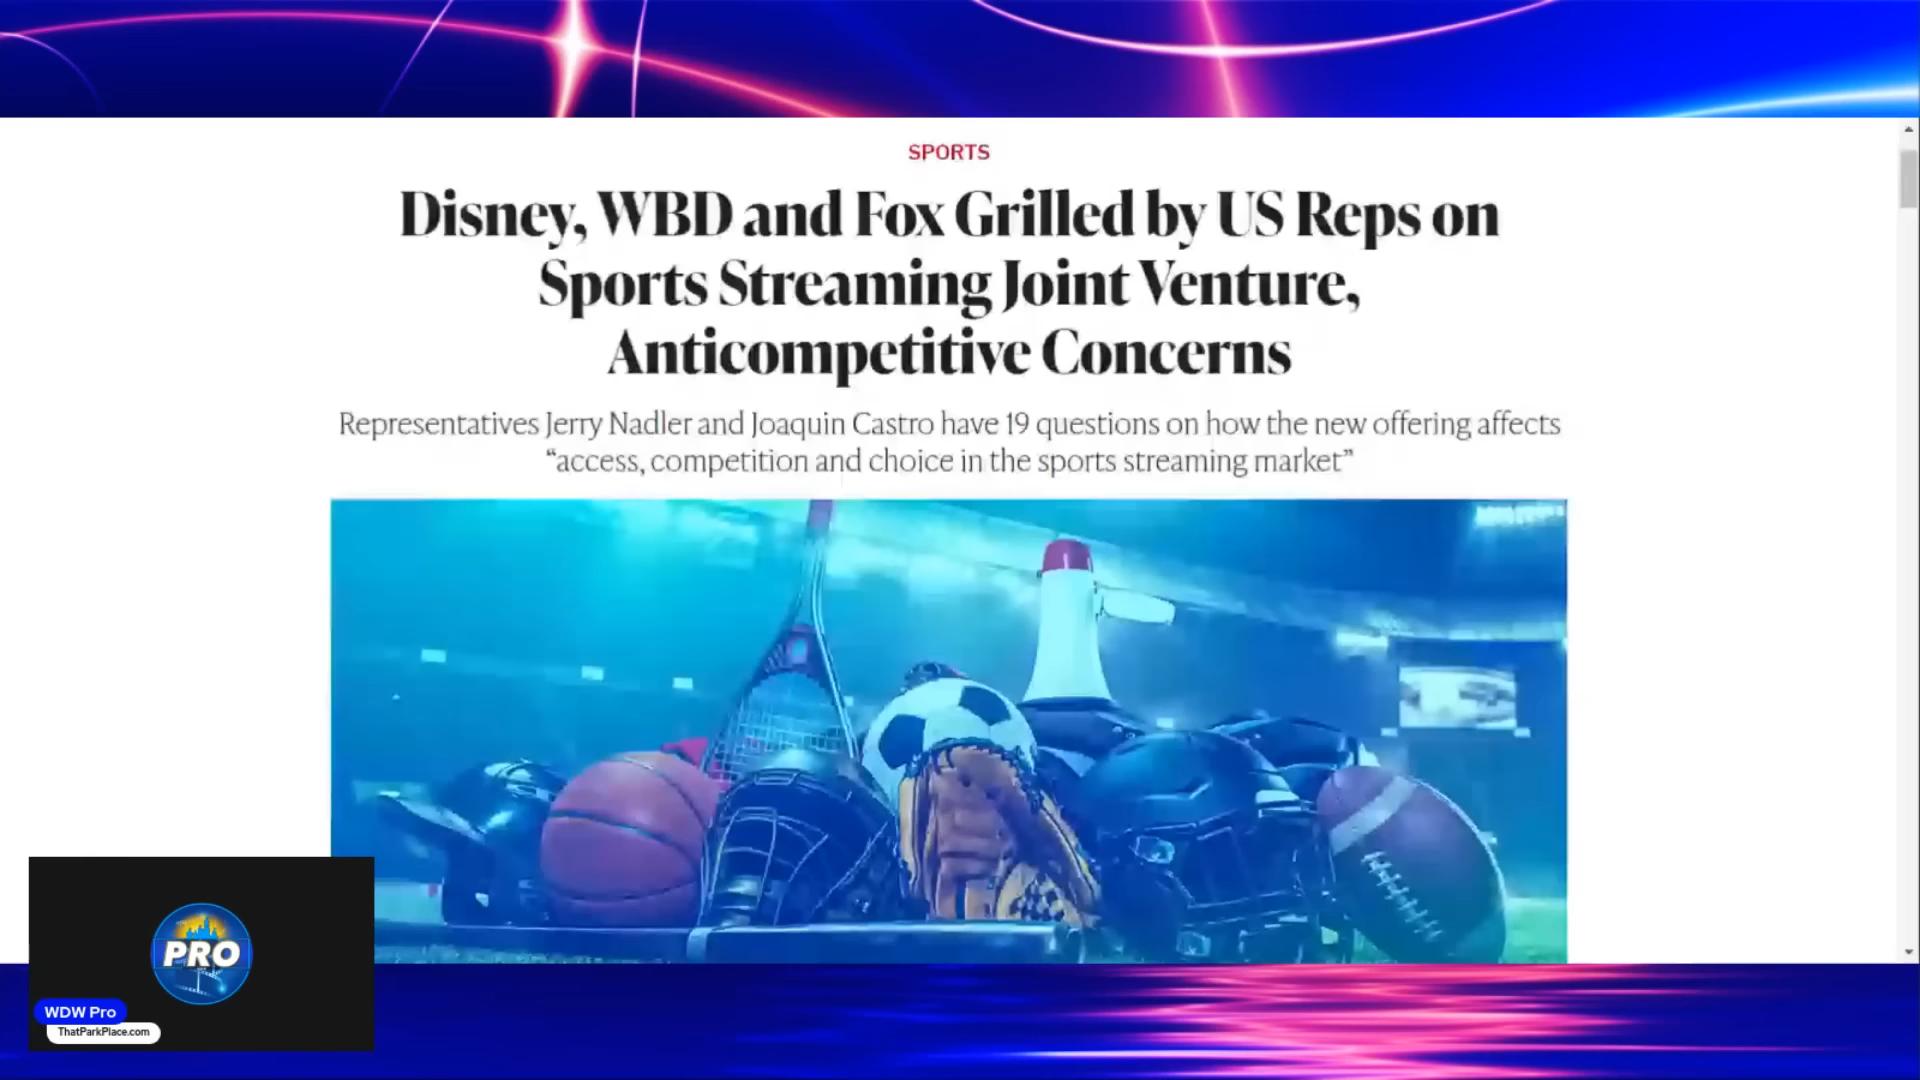 SPORTS
Disney, WBD and Fox Grilled by US Reps on
Sports Streaming Joint Venture,
Anticompetitive Concerns
Representatives Jerry Nadler and Joaquin Castro have 19 questions on how the new offering affects
“access, competition and choice in the sports streaming market”
PRO
WDW Pro
ThatParkPlace.com